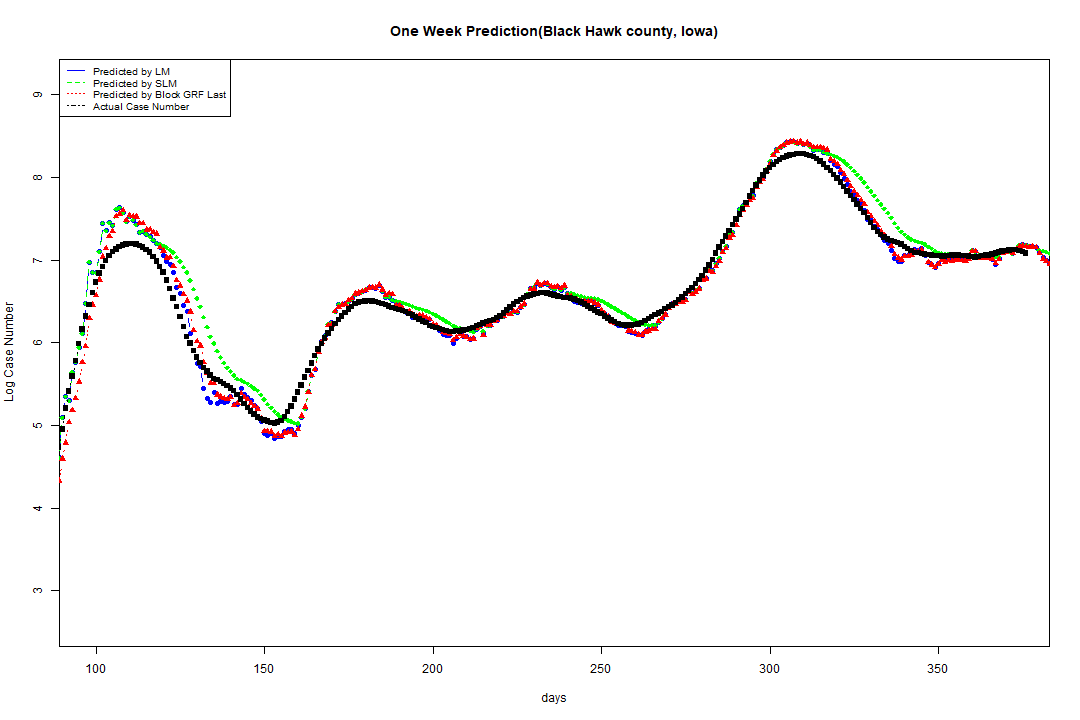 One Week Prediction(Black Hawk county, Iowa)
Predicted by LM
Predicted by SLM
Predicted by Block GRF Last
Actual Case Number
9
8
7
6
5
4
3
Log Case Number
100 150 200 250 300 350
days